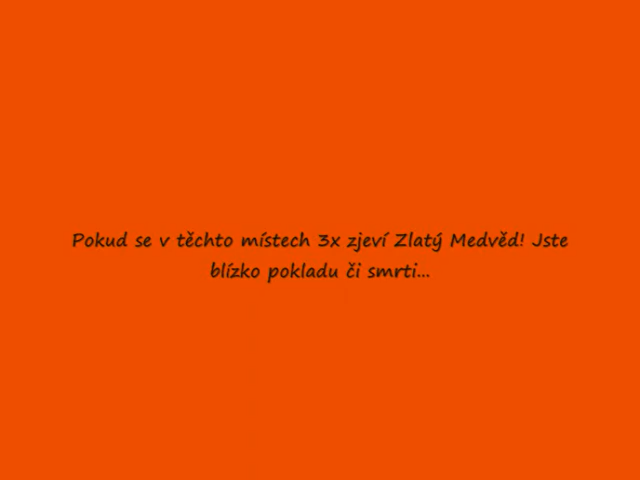 Pokud se v těchto místech 3x zjeví Zlatý Medvěd! Jste
blízko pokladu či smrti...